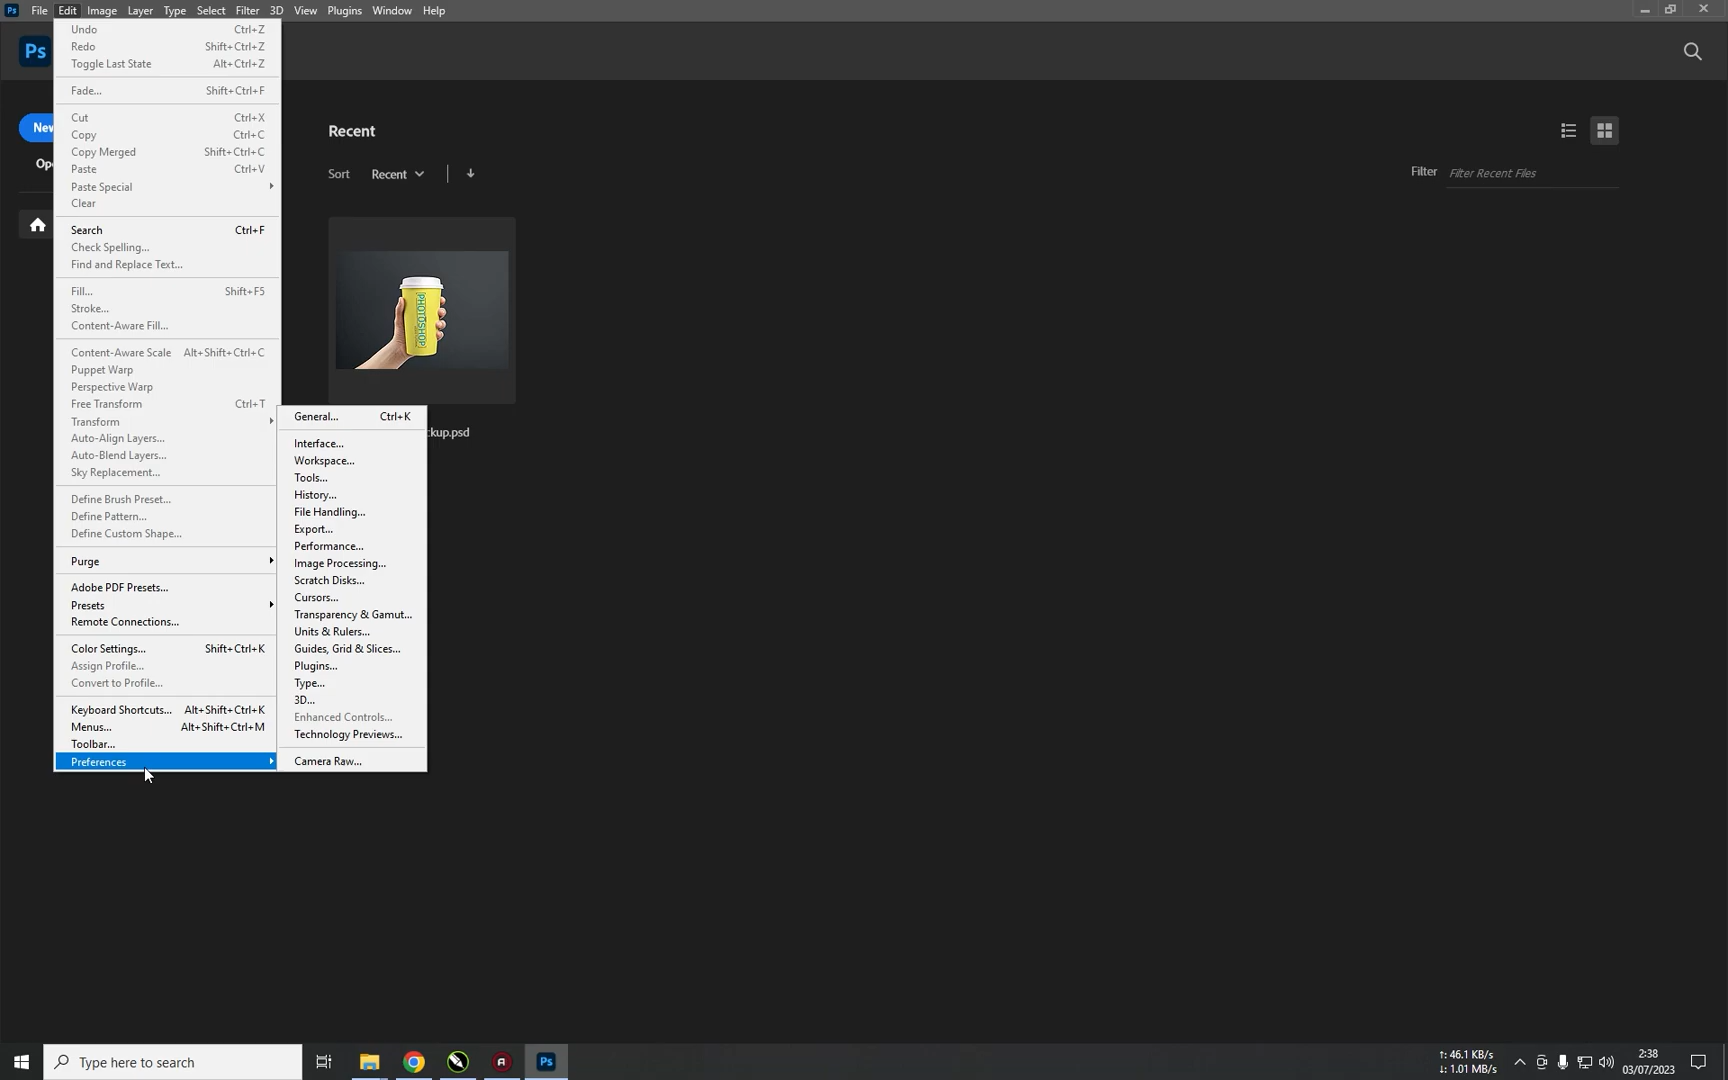 Ps File Edit Image Layer Type Select Filter 3D View Plugins Window Help
Ps
Undo Ctrl+Z
Redo Shift+Ctrl+Z
Toggle Last State Alt+Ctrl+Z
Fade... Shift+Ctrl+F
Cut Ctrl+X
Copy Ctrl+C
Copy Merged Shift+Ctrl+C
Paste Ctrl+V
Paste Special
Clear
Search Ctrl+F
Check Spelling...
Find and Replace Text...
Fill... Shift+F5
Stroke...
Content-Aware Fill...
Content-Aware Scale Alt+Shift+Ctrl+C
Puppet Warp
Perspective Warp
Free Transform Ctrl+T
Transform
Auto-Align Layers...
Auto-Blend Layers...
Sky Replacement...
Define Brush Preset...
Define Pattern...
Define Custom Shape...
Purge
Adobe PDF Presets...
Presets
Remote Connections...
Color Settings... Shift+Ctrl+K
Assign Profile...
Convert to Profile...
Keyboard Shortcuts... Alt+Shift+Ctrl+K
Menus... Alt+Shift+Ctrl+M
Toolbar...
Preferences
General... Ctrl+K
Interface...
Workspace...
Tools...
History...
File Handling...
Export...
Performance...
Image Processing...
Scratch Disks...
Cursors...
Transparency & Gamut...
Units & Rulers...
Guides, Grid & Slices...
Plugins...
Type...
3D...
Enhanced Controls...
Technology Previews...
Camera Raw...
New
Ope
Recent
Sort Recent
Filter Filter Recent Files
PHOTOSHOP
ckup.psd
Type here to search
Ps
↑: 46.1 KB/s
↓: 1.01 MB/s
2:38
03/07/2023